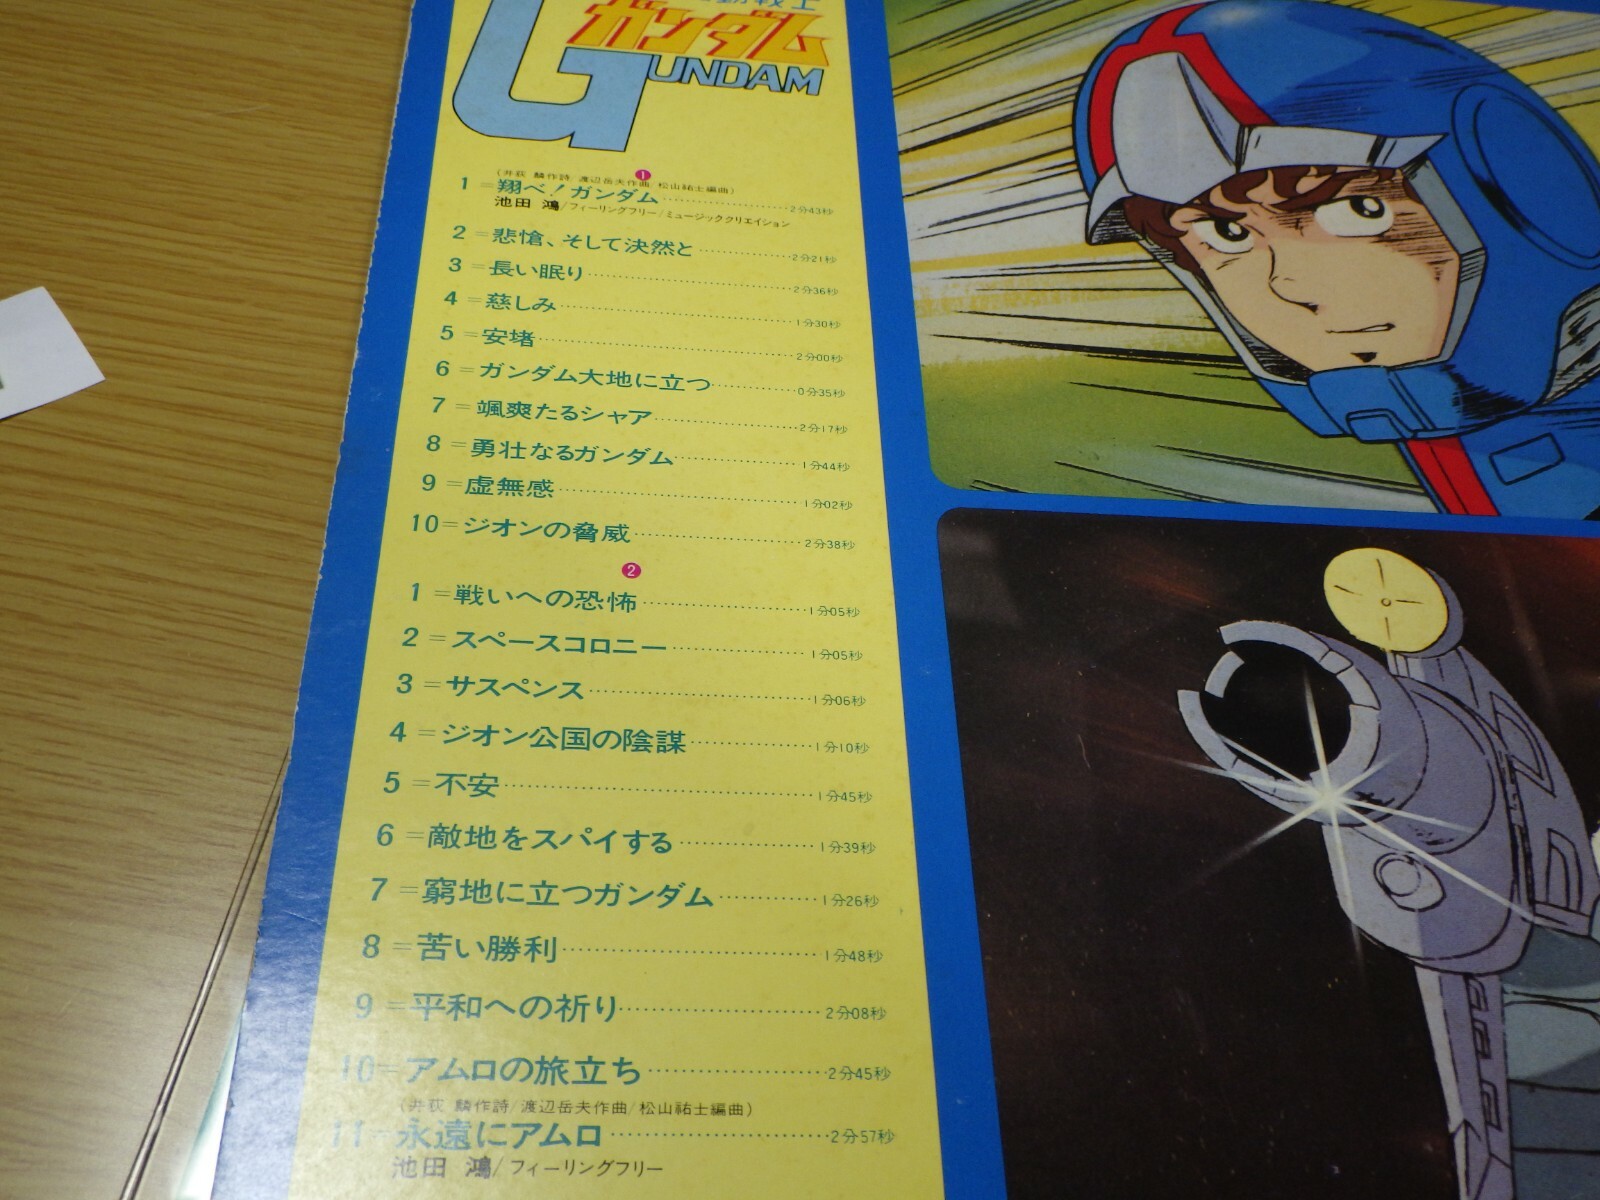 動戦士
ガンダム
GUNDAM
1
(井荻 麟作詩/渡辺岳夫作曲/松山祐士編曲)
1=翔べ!ガンダム……2分43秒
池田 鴻/フィーリングフリー/ミュージッククリエイション
2=悲愴、そして決然と……2分21秒
3=長い眠り……2分36秒
4=慈しみ……1分30秒
5=安堵……2分00秒
6=ガンダム大地に立つ……0分35秒
7=颯爽たるシャア……2分17秒
8=勇壮なるガンダム……1分44秒
9=虚無感……1分02秒
10=ジオンの脅威……2分38秒
2
1=戦いへの恐怖……1分05秒
2=スペースコロニー……1分05秒
3=サスペンス……1分06秒
4=ジオン公国の陰謀……1分10秒
5=不安……1分45秒
6=敵地をスパイする……1分39秒
7=窮地に立つガンダム……1分26秒
8=苦い勝利……1分48秒
9=平和への祈り……2分08秒
10=アムロの旅立ち……2分45秒
(井荻 麟作詩/渡辺岳夫作曲/松山祐士編曲)
11=永遠にアムロ……2分57秒
池田 鴻/フィーリングフリー